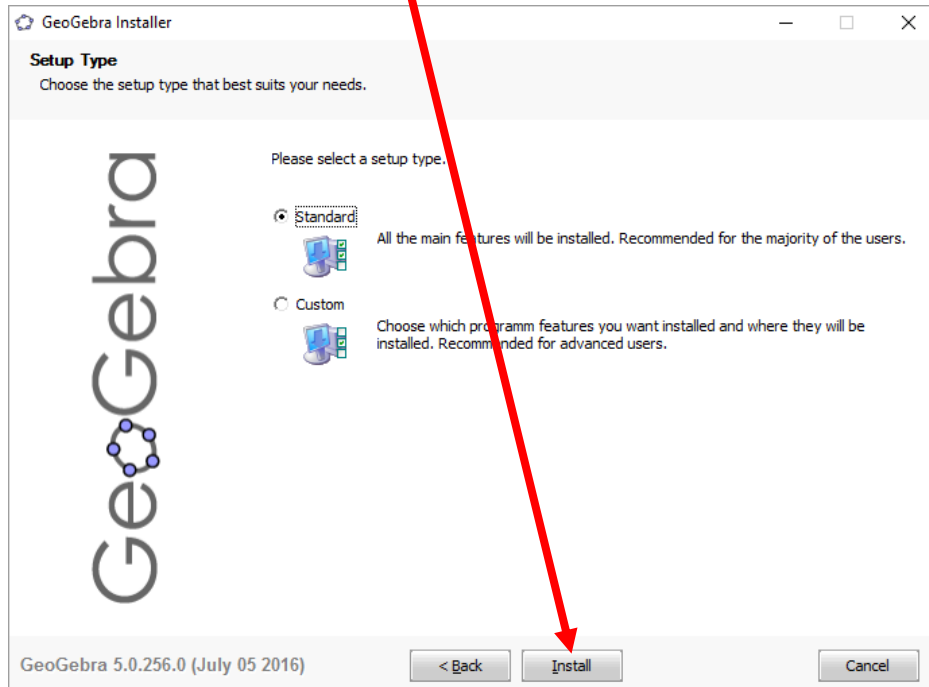 GeoGebra Installer
Setup Type
Choose the setup type that best suits your needs.
GeoGebra
Please select a setup type.
Standard
All the main features will be installed. Recommended for the majority of the users.
Custom
Choose which programm features you want installed and where they will be
installed. Recommended for advanced users.
GeoGebra 5.0.256.0 (July 05 2016)
< Back
Install
Cancel